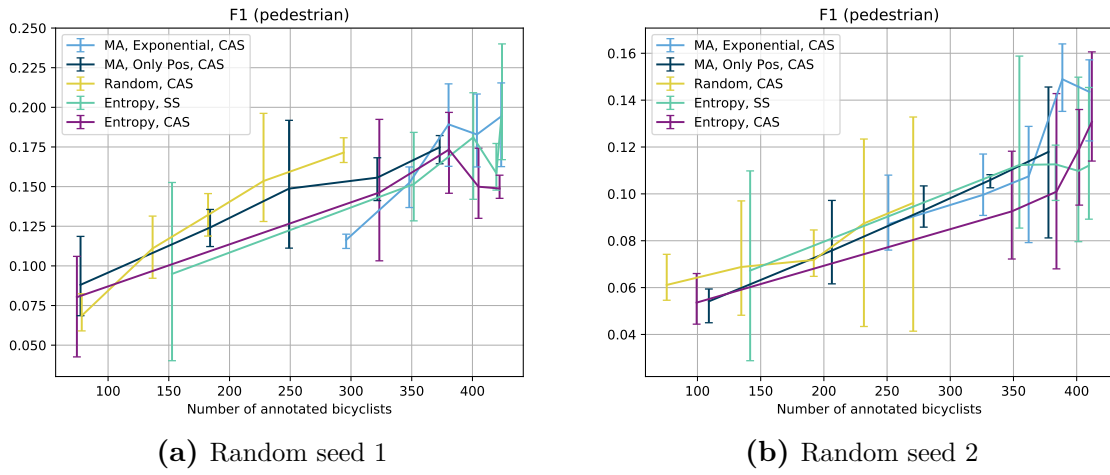 F1 (pedestrian)
0.250
0.225
0.200
0.175
0.150
0.125
0.100
0.075
0.050
MA, Exponential, CAS
MA, Only Pos, CAS
Random, CAS
Entropy, SS
Entropy, CAS
100 150 200 250 300 350 400
Number of annotated bicyclists
(a) Random seed 1
F1 (pedestrian)
0.16
0.14
0.12
0.10
0.08
0.06
0.04
MA, Exponential, CAS
MA, Only Pos, CAS
Random, CAS
Entropy, SS
Entropy, CAS
100 150 200 250 300 350 400
Number of annotated bicyclists
(b) Random seed 2